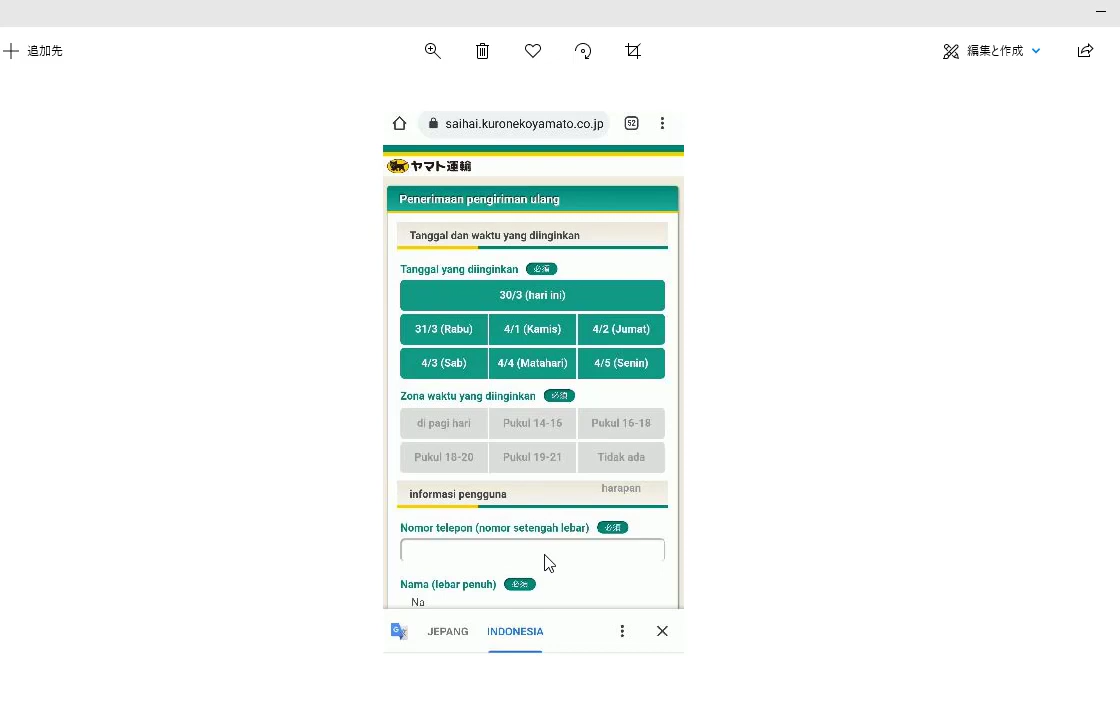 追加先
編集と作成
saihai.kuronekoyamato.co.jp
52
ヤマト運輸
Penerimaan pengiriman ulang
Tanggal dan waktu yang diinginkan
Tanggal yang diinginkan 必須
30/3 (hari ini)
31/3 (Rabu) 4/1 (Kamis) 4/2 (Jumat)
4/3 (Sab) 4/4 (Matahari) 4/5 (Senin)
Zona waktu yang diinginkan 必須
di pagi hari Pukul 14-16 Pukul 16-18
Pukul 18-20 Pukul 19-21 Tidak ada
harapan
informasi pengguna
Nomor telepon (nomor setengah lebar) 必須
Nama (lebar penuh) 必須
Na
JEPANG INDONESIA